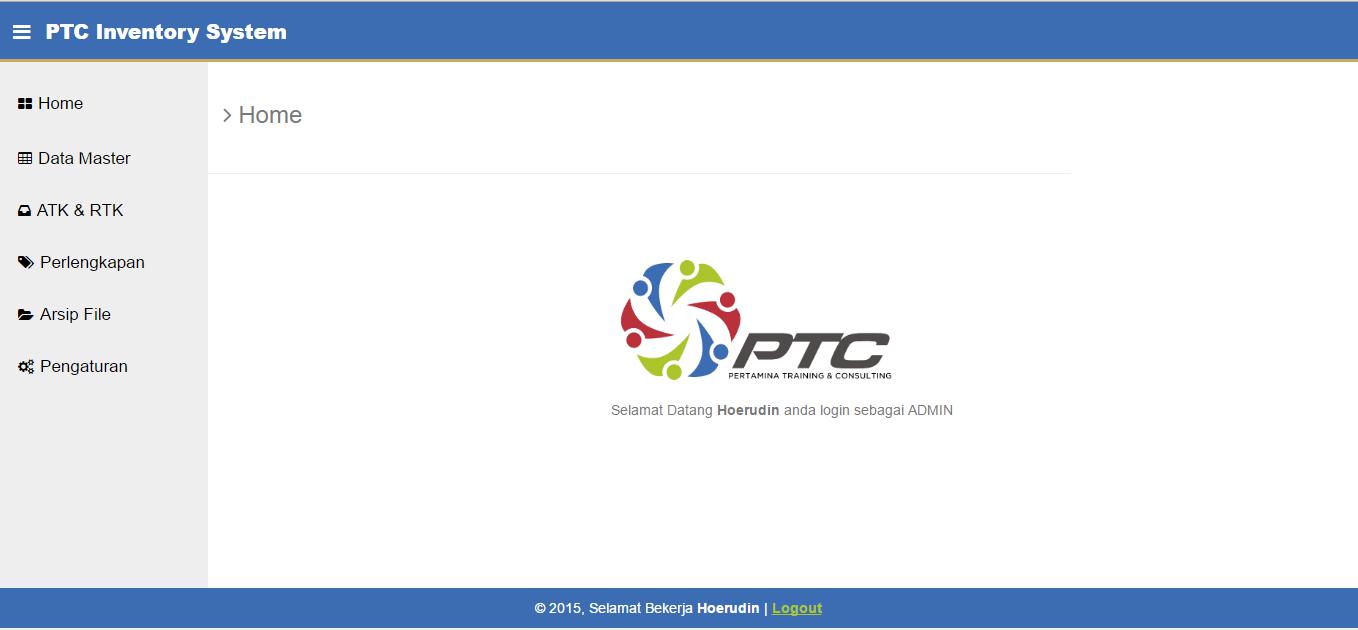 PTC Inventory System
Home
Data Master
ATK & RTK
Perlengkapan
Arsip File
Pengaturan
Home
PTC
PERTAMINA TRAINING & CONSULTING
Selamat Datang Hoerudin anda login sebagai ADMIN
© 2015, Selamat Bekerja Hoerudin | Logout